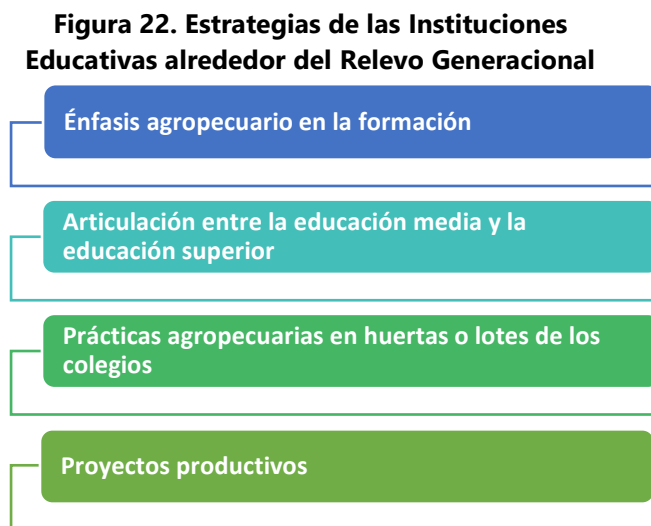 Figura 22. Estrategias de las Instituciones
Educativas alrededor del Relevo Generacional
Énfasis agropecuario en la formación
Articulación entre la educación media y la
educación superior
Prácticas agropecuarias en huertas o lotes de los
colegios
Proyectos productivos